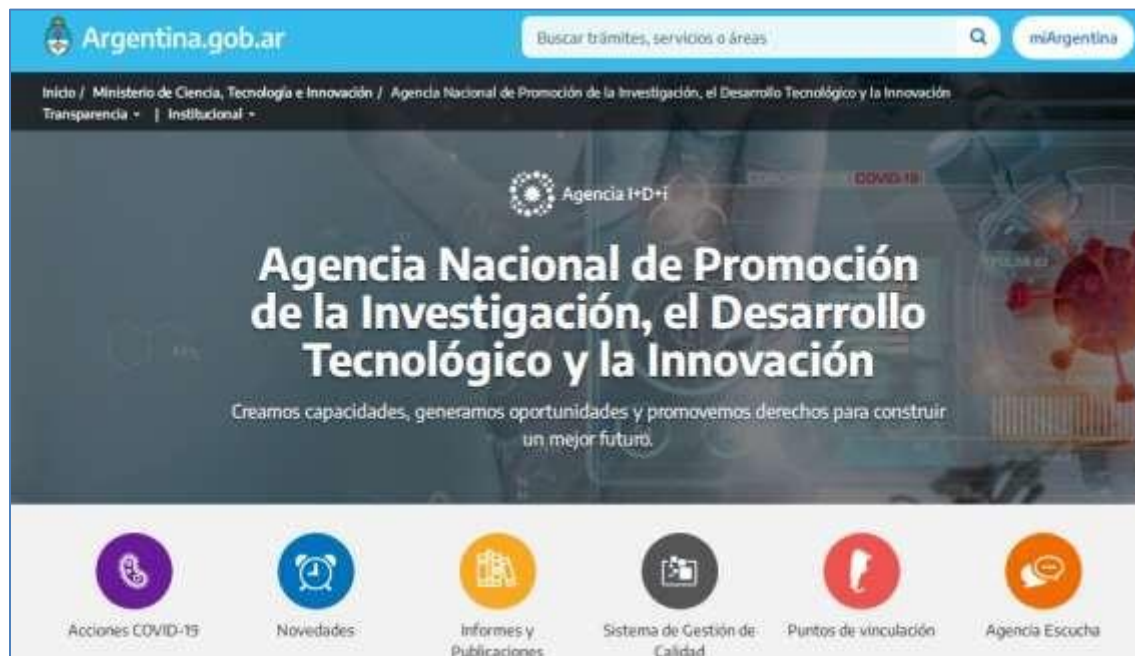 Argentina.gob.ar
Buscar trámites, servicios o áreas
miArgentina
Inicio / Ministerio de Ciencia, Tecnología e Innovación / Agencia Nacional de Promoción de la Investigación, el Desarrollo Tecnológico y la Innovación
Transparencia | Institucional
COVID-19
Agencia I+D+i
Agencia Nacional de Promoción
de la Investigación, el Desarrollo
Tecnológico y la Innovación
Creamos capacidades, generamos oportunidades y promovemos derechos para construir
un mejor futuro.
Acciones COVID-19
Novedades
Informes y
Publicaciones
Sistema de Gestión de
Calidad
Puntos de vinculación
Agencia Escucha